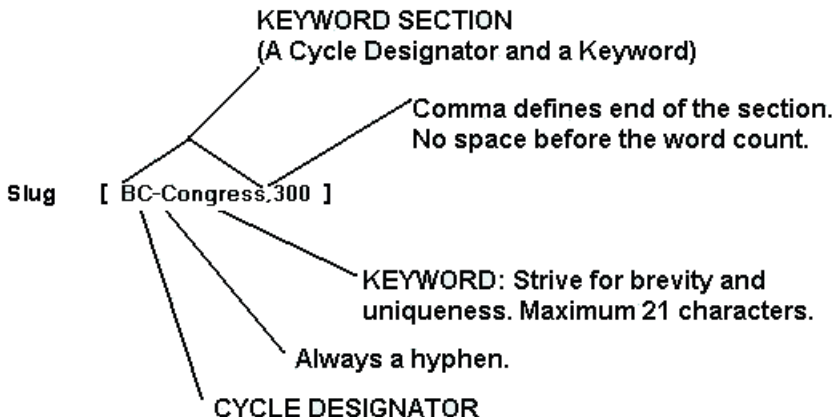 KEYWORD SECTION
(A Cycle Designator and a Keyword)
Comma defines end of the section.
No space before the word count.
Slug [ BC-Congress,300 ]
KEYWORD: Strive for brevity and
uniqueness. Maximum 21 characters.
Always a hyphen.
CYCLE DESIGNATOR